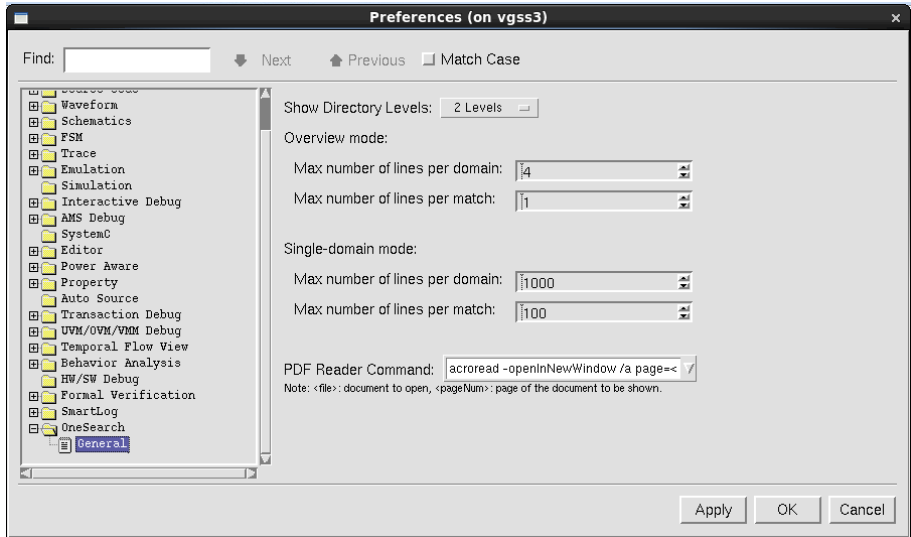 Preferences (on vgss3)
Find:
Next
Previous
Match Case
Source Code
Waveform
Schematics
FSM
Trace
Emulation
Simulation
Interactive Debug
AMS Debug
SystemC
Editor
Power Aware
Property
Auto Source
Transaction Debug
UVM/OVM/VMM Debug
Temporal Flow View
Behavior Analysis
HW/SW Debug
Formal Verification
SmartLog
OneSearch
General
Show Directory Levels: 2 Levels
Overview mode:
Max number of lines per domain: 4
Max number of lines per match: 1
Single-domain mode:
Max number of lines per domain: 1000
Max number of lines per match: 100
PDF Reader Command: acroread -openInNewWindow /a page=<
Note: <file>: document to open, <pageNum>: page of the document to be shown.
Apply
OK
Cancel